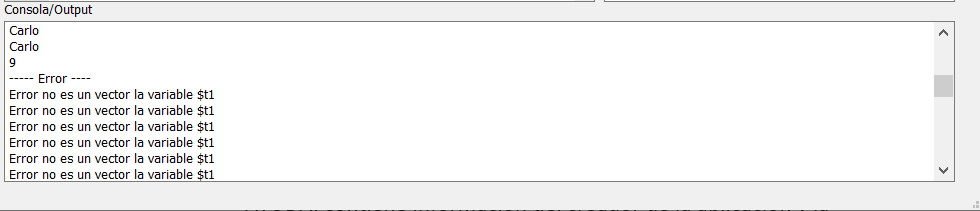 Consola/Output
Carlo
Carlo
9
----- Error ----
Error no es un vector la variable $t1
Error no es un vector la variable $t1
Error no es un vector la variable $t1
Error no es un vector la variable $t1
Error no es un vector la variable $t1
Error no es un vector la variable $t1